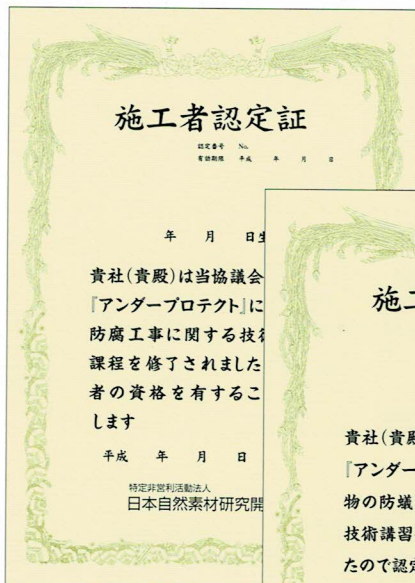 施工者認定証
認定番号 No.
有効期限 平成 年 月 日
年 月 日生
貴社(貴殿)は当協議会
『アンダープロテクト』に
防腐工事に関する技術
課程を修了されました
者の資格を有するこ
します
平成 年 月 日
特定非営利活動法人
日本自然素材研究開
施工
貴社(貴殿
『アンダー
物の防蟻
技術講習
たので認定